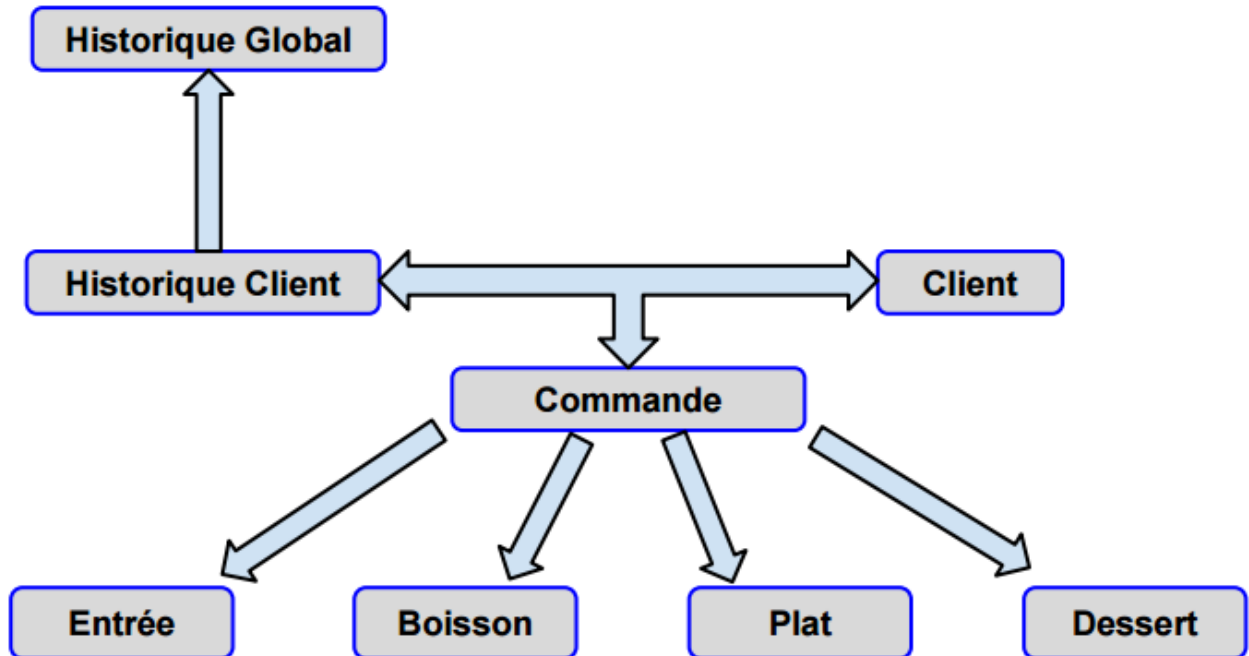 Historique Global
Historique Client
Client
Commande
Entrée
Boisson
Plat
Dessert